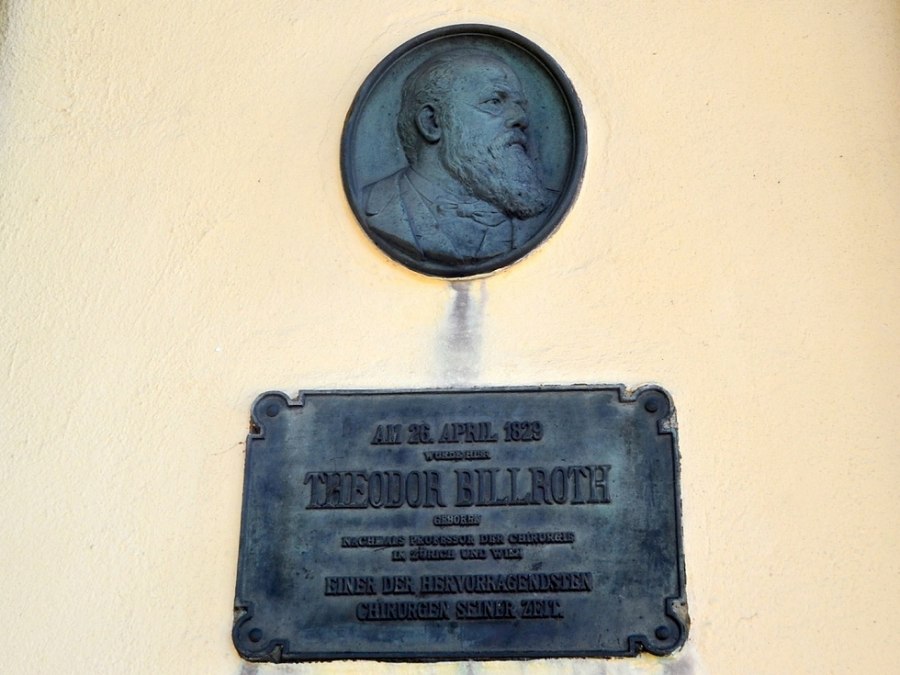 AM 26. APRIL 1829
WURDE HIER
THEODOR BILLROTH
GEBOREN
NACHMALS PROFESSOR DER CHIRURGIE
IN ZÜRICH UND WIEN
EINER DER HERVORRAGENDSTEN
CHIRURGEN SEINER ZEIT.